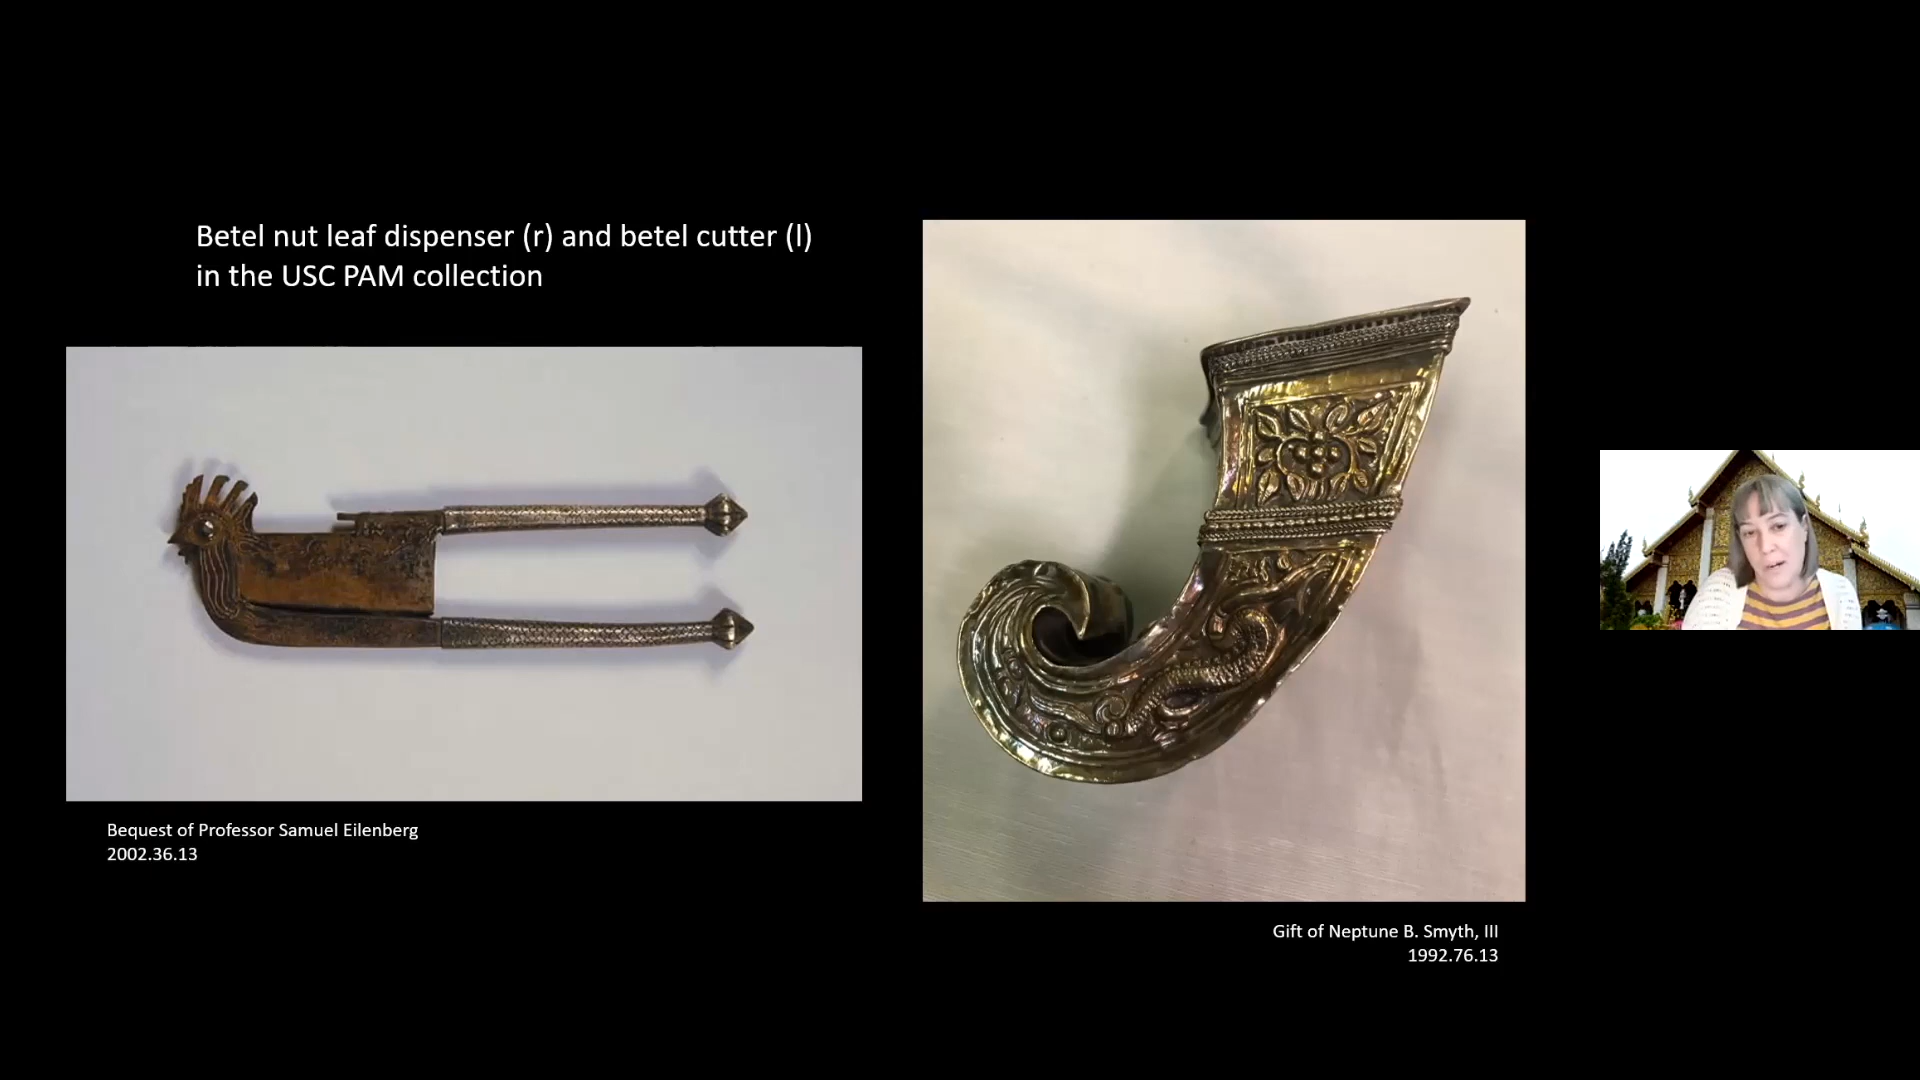 Betel nut leaf dispenser (r) and betel cutter (l)
in the USC PAM collection
Bequest of Professor Samuel Eilenberg
2002.36.13
Gift of Neptune B. Smyth, III
1992.76.13